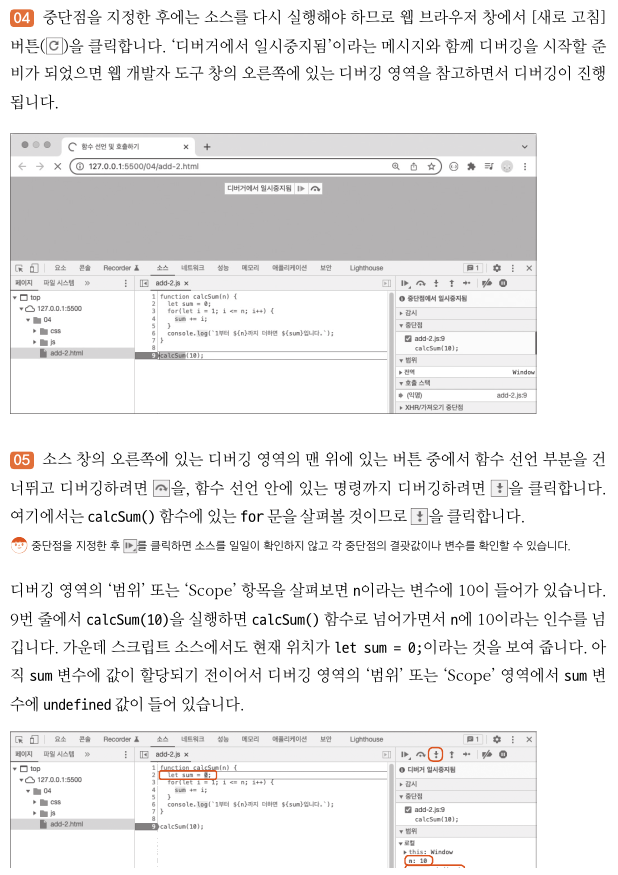 04 중단점을 지정한 후에는 소스를 다시 실행해야 하므로 웹 브라우저 창에서 [새로 고침]
버튼( )을 클릭합니다. ‘디버거에서 일시중지됨’이라는 메시지와 함께 디버깅을 시작할 준
비가 되었으면 웹 개발자 도구 창의 오른쪽에 있는 디버깅 영역을 참고하면서 디버깅이 진행
됩니다.
함수 선언 및 호출하기
127.0.0.1:5500/04/add-2.html
디버거에서 일시중지됨
요소 콘솔 Recorder 소스 네트워크 성능 메모리 애플리케이션 보안 Lighthouse 1
페이지 파일 시스템 » add-2.js ×
top
127.0.0.1:5500
04
css
js
add-2.html
1 function calcSum(n) {
2 let sum = 0;
3 for(let i = 1; i <= n; i++) {
4 sum += i;
5 }
6 console.log(`1부터 ${n}까지 더하면 ${sum}입니다.`);
7 }
8
9 calcSum(10);
중단점에서 일시중지됨
감시
중단점
add-2.js:9
calcSum(10);
범위
전역 Window
호출 스택
(익명) add-2.js:9
XHR/가져오기 중단점
05 소스 창의 오른쪽에 있는 디버깅 영역의 맨 위에 있는 버튼 중에서 함수 선언 부분을 건
너뛰고 디버깅하려면 을, 함수 선언 안에 있는 명령까지 디버깅하려면 을 클릭합니다.
여기에서는 calcSum() 함수에 있는 for 문을 살펴볼 것이므로 을 클릭합니다.
중단점을 지정한 후 를 클릭하면 소스를 일일이 확인하지 않고 각 중단점의 결괏값이나 변수를 확인할 수 있습니다.
디버깅 영역의 ‘범위’ 또는 ‘Scope’ 항목을 살펴보면 n이라는 변수에 10이 들어가 있습니다.
9번 줄에서 calcSum(10)을 실행하면 calcSum() 함수로 넘어가면서 n에 10이라는 인수를 넘
깁니다. 가운데 스크립트 소스에서도 현재 위치가 let sum = 0;이라는 것을 보여 줍니다. 아
직 sum 변수에 값이 할당되기 전이어서 디버깅 영역의 ‘범위’ 또는 ‘Scope’ 영역에서 sum 변
수에 undefined 값이 들어 있습니다.
요소 콘솔 Recorder 소스 네트워크 성능 메모리 애플리케이션 보안 Lighthouse 1
페이지 파일 시스템 » add-2.js ×
top
127.0.0.1:5500
04
css
js
add-2.html
1 function calcSum(n) {
2 let sum = 0;
3 for(let i = 1; i <= n; i++) {
4 sum += i;
5 }
6 console.log(`1부터 ${n}까지 더하면 ${sum}입니다.`);
7 }
8
9 calcSum(10);
디버거 일시중지됨
감시
중단점
add-2.js:9
calcSum(10);
범위
로컬
this: Window
n: 10